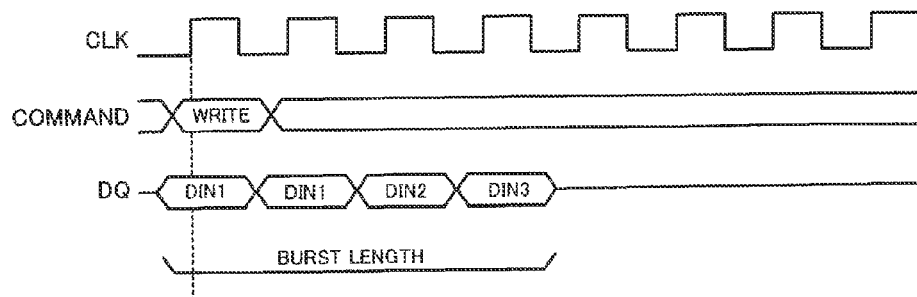 CLK
COMMAND WRITE
DQ DIN1 DIN1 DIN2 DIN3
BURST LENGTH